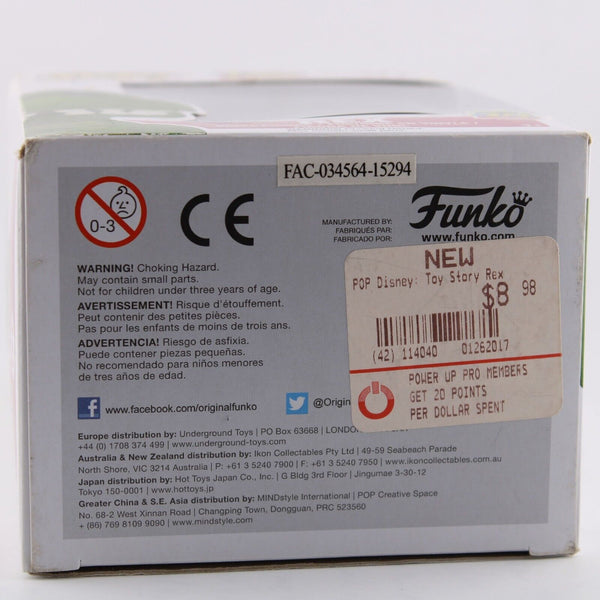 FAC-034564-15294
0-3
CE
MANUFACTURED BY:
FABRIQUÉS PAR:
FABRICADO POR:
Funko
www.funko.com
WARNING! Choking Hazard.
May contain small parts.
Not for children under three years of age.
AVERTISSEMENT! Risque d'étouffement.
Peut contenir des petites pièces.
Pas pour les enfants de moins de trois ans.
ADVERTENCIA! Riesgo de asfixia.
Puede contener piezas pequeñas.
No recomendado para niños menores
de tres años de edad.
NEW
POP Disney: Toy Story Rex
$8 98
(42) 114040 01262017
POWER UP PRO MEMBERS
GET 20 POINTS
PER DOLLAR SPENT
www.facebook.com/originalfunko
Europe distribution by: Underground Toys | PO Box 63668 | LONDON
+44 (0) 1708 374 499 | www.underground-toys.com
Australia & New Zealand distribution by: Ikon Collectables Pty Ltd | 49-59 Seabeach Parade
North Shore, VIC 3214 Australia | P: +61 3 5240 7900 | F: +61 3 5240 7950 | www.ikoncollectables.com.au
Japan distribution by: Hot Toys Japan Co., Inc. | G Bldg 3rd Floor | Jingumae 3-30-12
Tokyo 150-0001 | www.hottoys.jp
Greater China & S.E. Asia distribution by: MINDstyle International | POP Creative Space
No. 68-2 West Xinnan Road | Changping Town, Dongguan, PRC 523560
+ (86) 769 8109 9090 | www.mindstyle.com